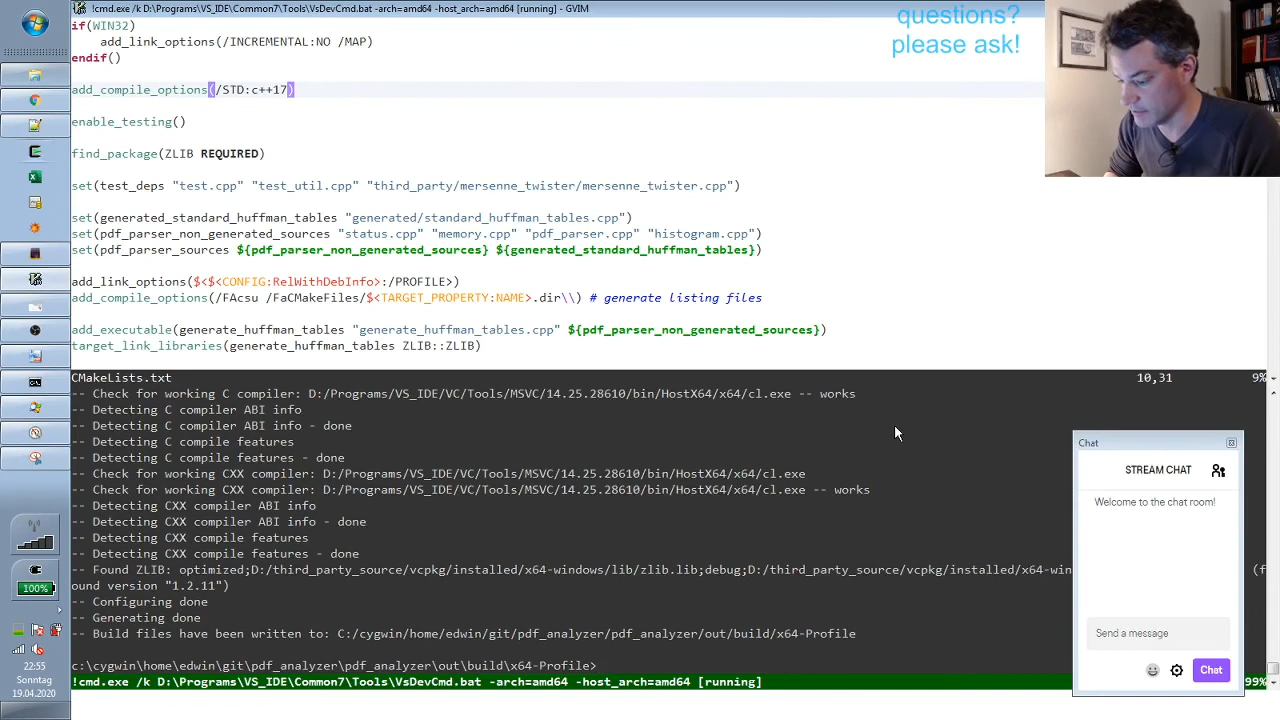 !cmd.exe /k D:\Programs\VS_IDE\Common7\Tools\VsDevCmd.bat -arch=amd64 -host_arch=amd64 [running] - GVIM
questions?
please ask!
if(WIN32)
    add_link_options(/INCREMENTAL:NO /MAP)
endif()
add_compile_options(/STD:c++17)
enable_testing()
find_package(ZLIB REQUIRED)
set(test_deps "test.cpp" "test_util.cpp" "third_party/mersenne_twister/mersenne_twister.cpp")
set(generated_standard_huffman_tables "generated/standard_huffman_tables.cpp")
set(pdf_parser_non_generated_sources "status.cpp" "memory.cpp" "pdf_parser.cpp" "histogram.cpp")
set(pdf_parser_sources ${pdf_parser_non_generated_sources} ${generated_standard_huffman_tables})
add_link_options($<$<CONFIG:RelWithDebInfo>:/PROFILE>)
add_compile_options(/FAcsu /FaCMakeFiles/$<TARGET_PROPERTY:NAME>.dir\\) # generate listing files
add_executable(generate_huffman_tables "generate_huffman_tables.cpp" ${pdf_parser_non_generated_sources})
target_link_libraries(generate_huffman_tables ZLIB::ZLIB)
CMakeLists.txt 10,31 9%
-- Check for working C compiler: D:/Programs/VS_IDE/VC/Tools/MSVC/14.25.28610/bin/HostX64/x64/cl.exe -- works
-- Detecting C compiler ABI info
-- Detecting C compiler ABI info - done
-- Detecting C compile features
-- Detecting C compile features - done
-- Check for working CXX compiler: D:/Programs/VS_IDE/VC/Tools/MSVC/14.25.28610/bin/HostX64/x64/cl.exe
-- Check for working CXX compiler: D:/Programs/VS_IDE/VC/Tools/MSVC/14.25.28610/bin/HostX64/x64/cl.exe -- works
-- Detecting CXX compiler ABI info
-- Detecting CXX compiler ABI info - done
-- Detecting CXX compile features
-- Detecting CXX compile features - done
-- Found ZLIB: optimized;D:/third_party_source/vcpkg/installed/x64-windows/lib/zlib.lib;debug;D:/third_party_source/vcpkg/installed/x64-win (f
ound version "1.2.11")
-- Configuring done
-- Generating done
-- Build files have been written to: C:/cygwin/home/edwin/git/pdf_analyzer/pdf_analyzer/out/build/x64-Profile
c:\cygwin\home\edwin\git\pdf_analyzer\pdf_analyzer\out\build\x64-Profile>
!cmd.exe /k D:\Programs\VS_IDE\Common7\Tools\VsDevCmd.bat -arch=amd64 -host_arch=amd64 [running] 99%
Chat
STREAM CHAT
Welcome to the chat room!
Send a message
Chat
100%
22:55
Sonntag
19.04.2020